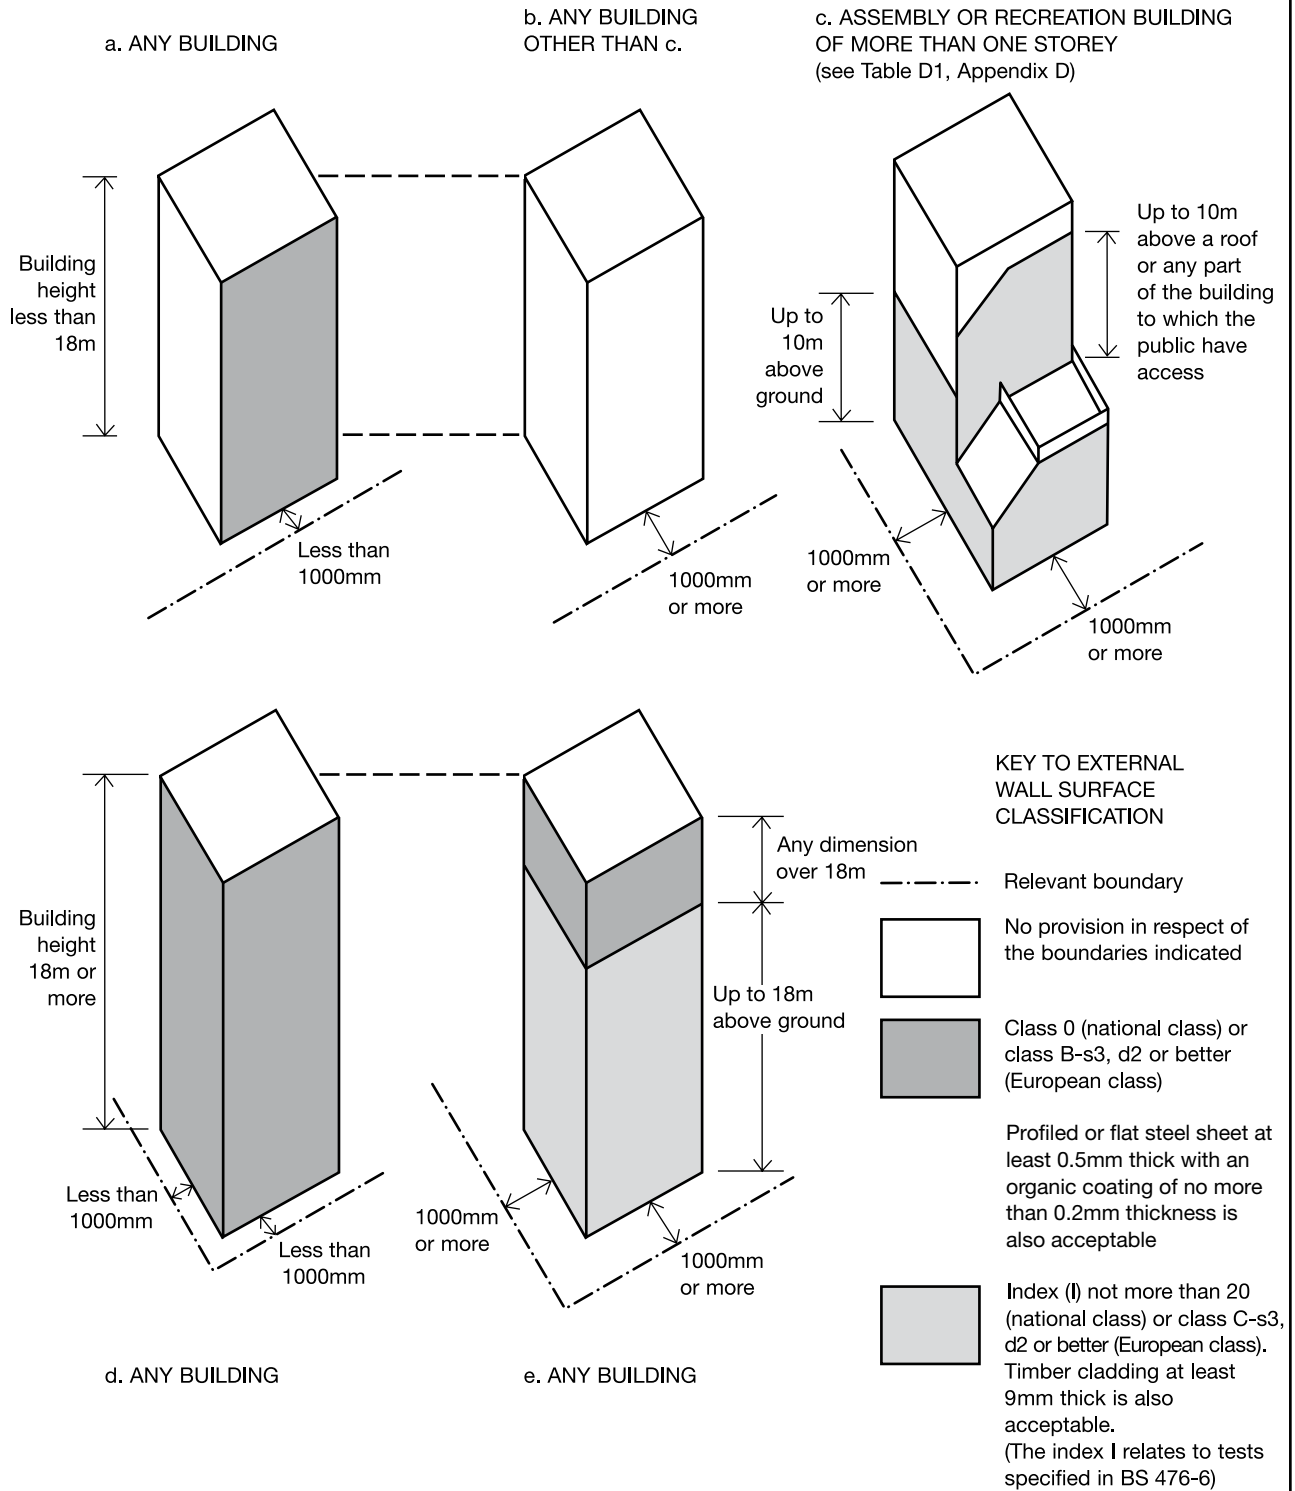 a. ANY BUILDING
b. ANY BUILDING
OTHER THAN c.
c. ASSEMBLY OR RECREATION BUILDING
OF MORE THAN ONE STOREY
(see Table D1, Appendix D)
Building
height
less than
18m
Less than
1000mm
1000mm
or more
Up to
10m
above
ground
Up to 10m
above a roof
or any part
of the building
to which the
public have
access
1000mm
or more
1000mm
or more
Building
height
18m or
more
Less than
1000mm
Less than
1000mm
d. ANY BUILDING
Any dimension
over 18m
Up to 18m
above ground
1000mm
or more
1000mm
or more
e. ANY BUILDING
KEY TO EXTERNAL
WALL SURFACE
CLASSIFICATION
Relevant boundary
No provision in respect of
the boundaries indicated
Class 0 (national class) or
class B-s3, d2 or better
(European class)
Profiled or flat steel sheet at
least 0.5mm thick with an
organic coating of no more
than 0.2mm thickness is
also acceptable
Index (I) not more than 20
(national class) or class C-s3,
d2 or better (European class).
Timber cladding at least
9mm thick is also
acceptable.
(The index I relates to tests
specified in BS 476-6)